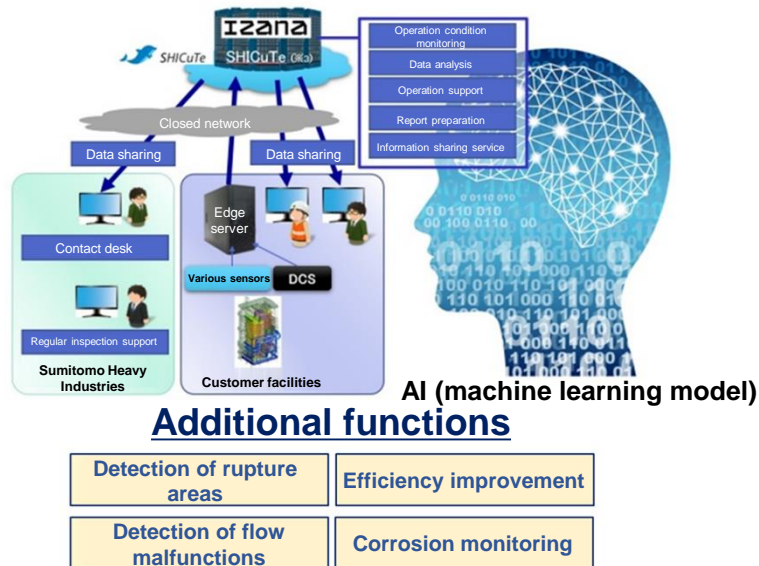 Izana
SHICuTe
SHICuTe
Operation condition
monitoring
Data analysis
Operation support
Report preparation
Information sharing service
Closed network
Data sharing
Data sharing
Edge
server
Contact desk
Various sensors
DCS
Regular inspection support
Sumitomo Heavy
Industries
Customer facilities
AI (machine learning model)
Additional functions
Detection of rupture
areas
Efficiency improvement
Detection of flow
malfunctions
Corrosion monitoring